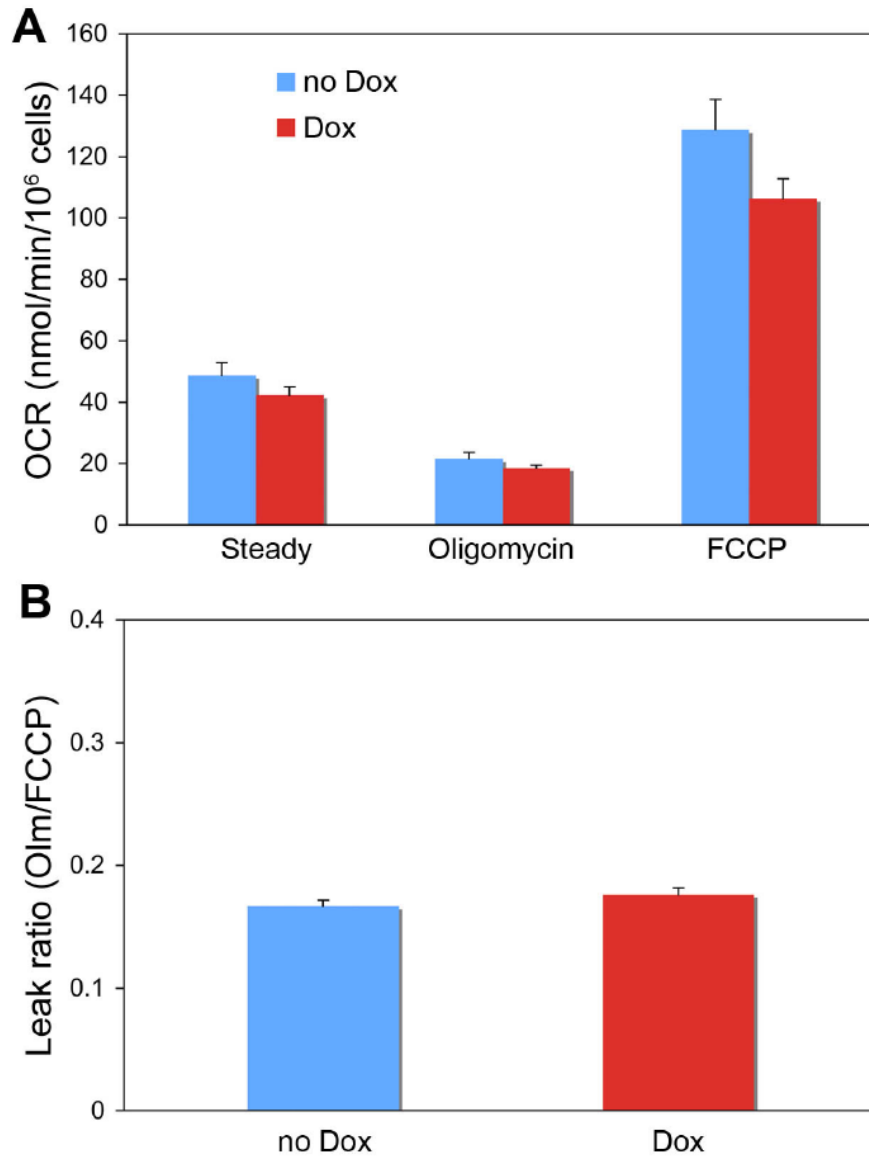 A
160
140
120
100
80
60
40
20
0
OCR (nmol/min/10⁶ cells)
no Dox
Dox
Steady Oligomycin FCCP
B
0.4
0.3
0.2
0.1
0
Leak ratio (Olm/FCCP)
no Dox Dox